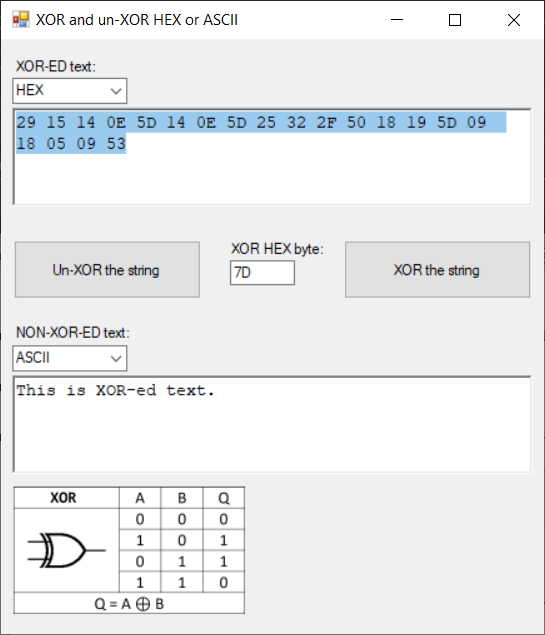 XOR and un-XOR HEX or ASCII
XOR-ED text:
HEX
29 15 14 0E 5D 14 0E 5D 25 32 2F 50 18 19 5D 09
18 05 09 53
XOR HEX byte:
Un-XOR the string
7D
XOR the string
NON-XOR-ED text:
ASCII
This is XOR-ed text.
XOR A B Q
0 0 0
1 0 1
0 1 1
1 1 0
Q = A ⊕ B